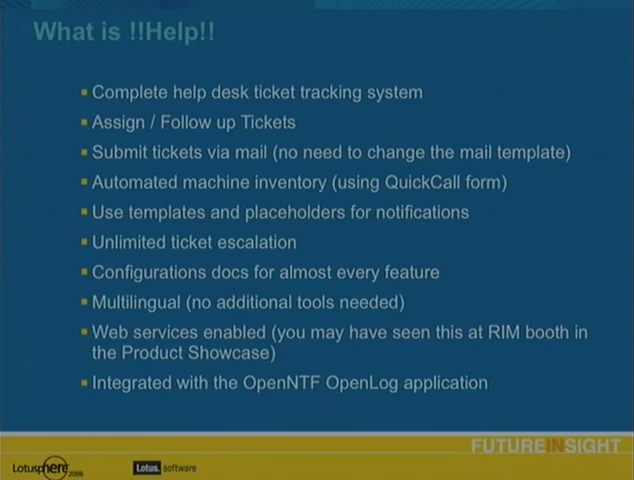 What is !!Help!!
Complete help desk ticket tracking system
Assign / Follow up Tickets
Submit tickets via mail (no need to change the mail template)
Automated machine inventory (using QuickCall form)
Use templates and placeholders for notifications
Unlimited ticket escalation
Configurations docs for almost every feature
Multilingual (no additional tools needed)
Web services enabled (you may have seen this at RIM booth in
the Product Showcase)
Integrated with the OpenNTF OpenLog application
FUTUREINSIGHT
Lotusphere 2006
Lotus. software